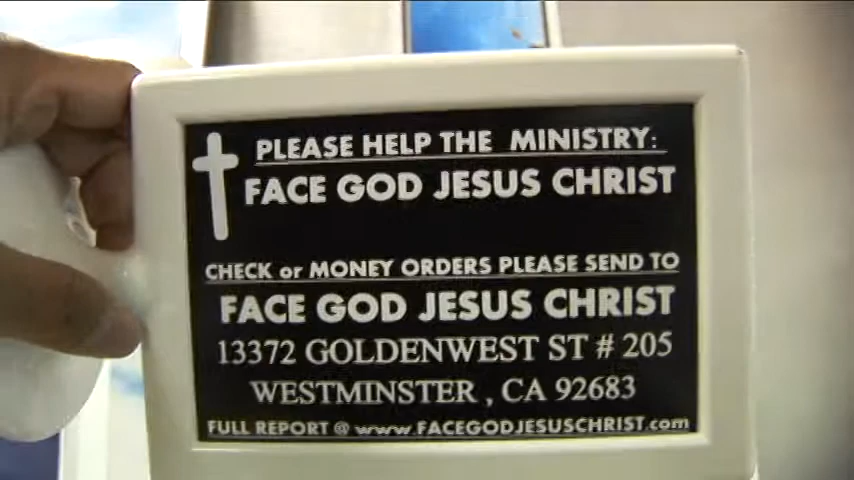 PLEASE HELP THE MINISTRY:
FACE GOD JESUS CHRIST
CHECK or MONEY ORDERS PLEASE SEND TO
FACE GOD JESUS CHRIST
13372 GOLDENWEST ST # 205
WESTMINSTER , CA 92683
FULL REPORT @ www.FACEGODJESUSCHRIST.com